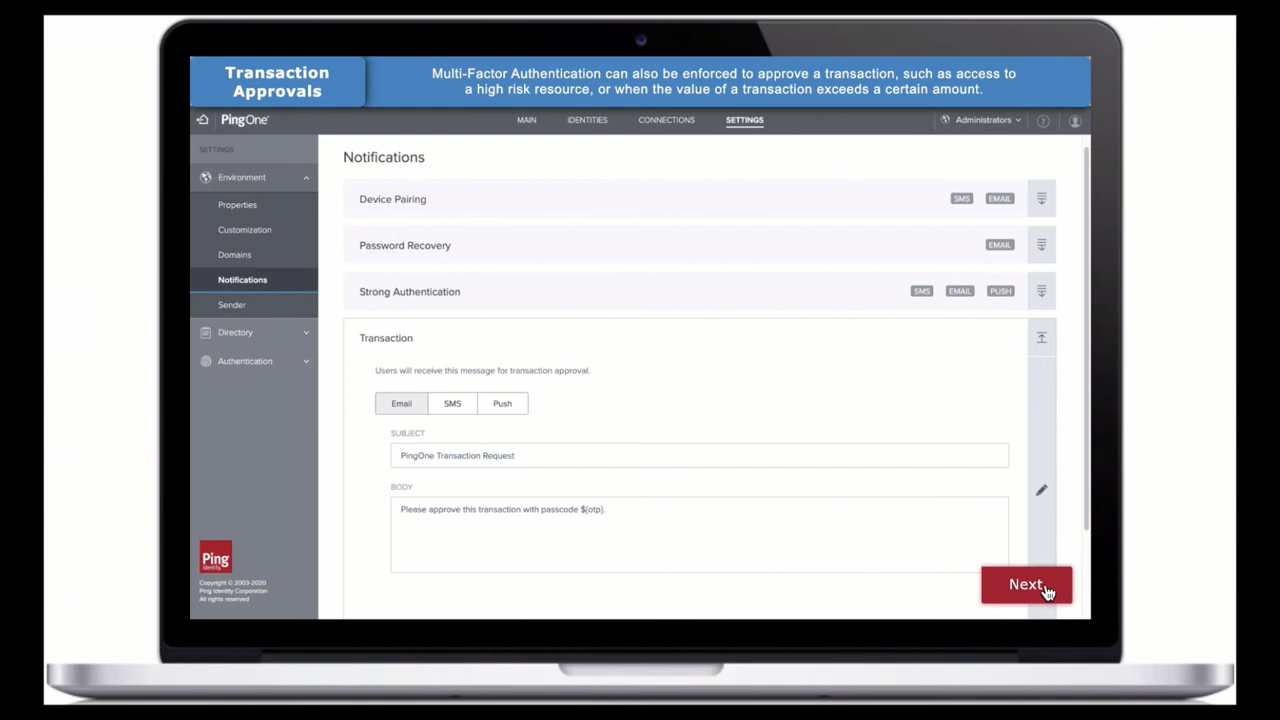 Transaction
Approvals
Multi-Factor Authentication can also be enforced to approve a transaction, such as access to
a high risk resource, or when the value of a transaction exceeds a certain amount.
PingOne
MAIN
IDENTITIES
CONNECTIONS
SETTINGS
Administrators
?
SETTINGS
Environment
Properties
Customization
Domains
Notifications
Sender
Directory
Authentication
Ping
Identity
Copyright © 2003-2020
Ping Identity Corporation
All rights reserved
Notifications
Device Pairing
SMS
EMAIL
Password Recovery
EMAIL
Strong Authentication
SMS
EMAIL
PUSH
Transaction
Users will receive this message for transaction approval.
Email
SMS
Push
SUBJECT
PingOne Transaction Request
BODY
Please approve this transaction with passcode ${otp}.
Next